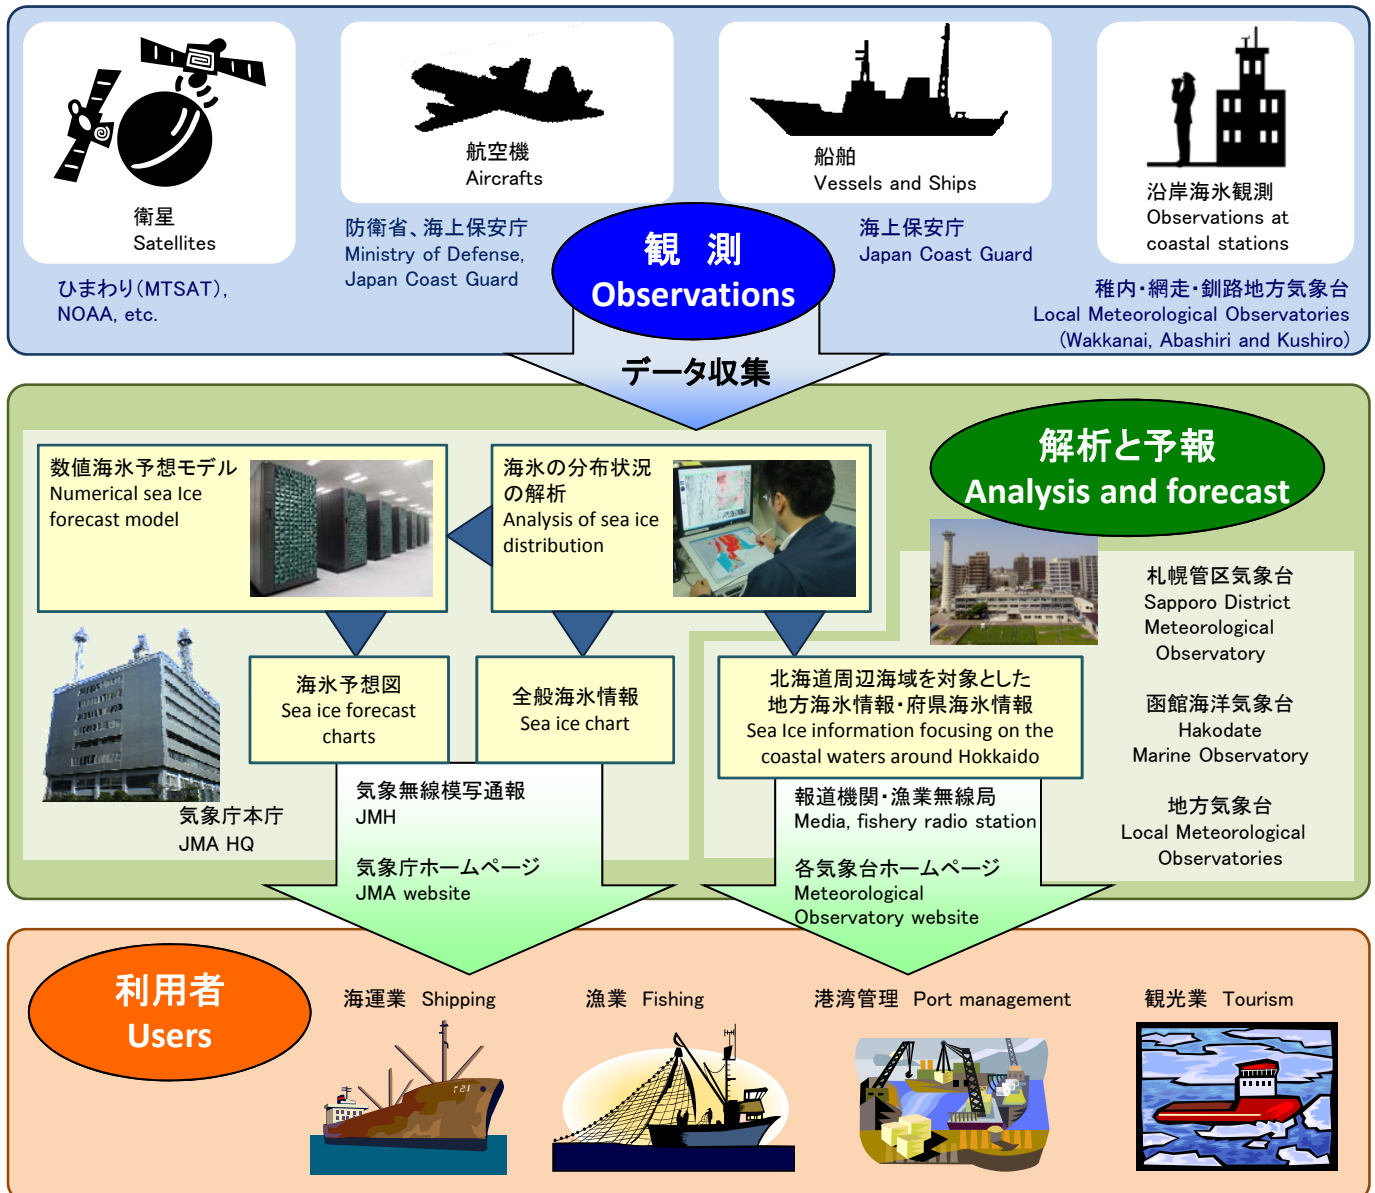 衛星
Satellites
ひまわり(MTSAT),
NOAA, etc.
航空機
Aircrafts
防衛省、海上保安庁
Ministry of Defense,
Japan Coast Guard
船舶
Vessels and Ships
海上保安庁
Japan Coast Guard
沿岸海氷観測
Observations at
coastal stations
稚内・網走・釧路地方気象台
Local Meteorological Observatories
(Wakkanai, Abashiri and Kushiro)
観 測
Observations
データ収集
解析と予報
Analysis and forecast
数値海氷予想モデル
Numerical sea Ice
forecast model
海氷の分布状況
の解析
Analysis of sea ice
distribution
海氷予想図
Sea ice forecast
charts
全般海氷情報
Sea ice chart
北海道周辺海域を対象とした
地方海氷情報・府県海氷情報
Sea Ice information focusing on the
coastal waters around Hokkaido
札幌管区気象台
Sapporo District
Meteorological
Observatory
函館海洋気象台
Hakodate
Marine Observatory
地方気象台
Local Meteorological
Observatories
気象庁本庁
JMA HQ
気象無線模写通報
JMH
気象庁ホームページ
JMA website
報道機関・漁業無線局
Media, fishery radio station
各気象台ホームページ
Meteorological
Observatory website
利用者
Users
海運業 Shipping
漁業 Fishing
港湾管理 Port management
観光業 Tourism